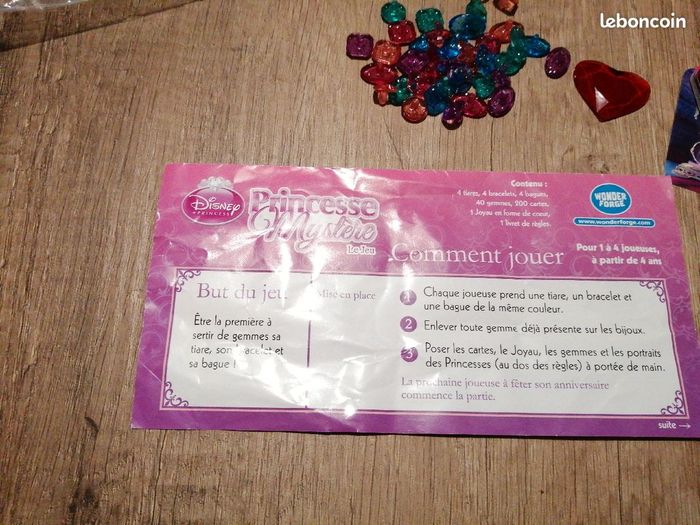 leboncoin
Disney
PRINCESS
Princesse
Mystère
Le Jeu
Contenu :
4 tiares, 4 bracelets, 4 bagues,
40 gemmes, 200 cartes,
1 Joyau en forme de coeur,
1 livret de règles.
WONDER
FORGE
www.wonderforge.com
Comment jouer
Pour 1 à 4 joueuses,
à partir de 4 ans
But du jeu
Être la première à
sertir de gemmes sa
tiare, son bracelet et
sa bague !
Mise en place
1 Chaque joueuse prend une tiare, un bracelet et
une bague de la même couleur.
2 Enlever toute gemme déjà présente sur les bijoux.
3 Poser les cartes, le Joyau, les gemmes et les portraits
des Princesses (au dos des règles) à portée de main.
La prochaine joueuse à fêter son anniversaire
commence la partie.
suite →